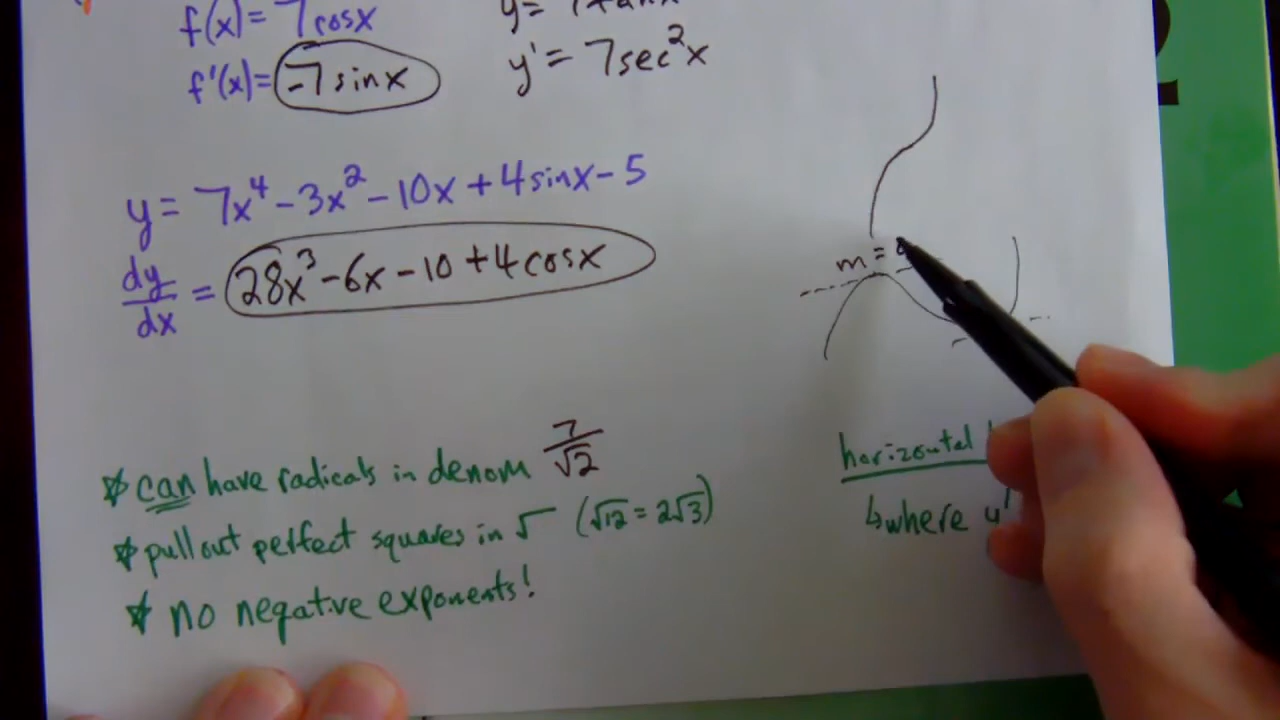 f(x) = 7cosx
f'(x) = -7sinx
y' = 7sec²x
y = 7x⁴ - 3x² - 10x + 4sinx - 5
dy/dx = 28x³ - 6x - 10 + 4cosx
m =
* can have radicals in denom 7/√2
* pull out perfect squares in √ (√12 = 2√3)
* no negative exponents!
horizontal
↳ where y'
2